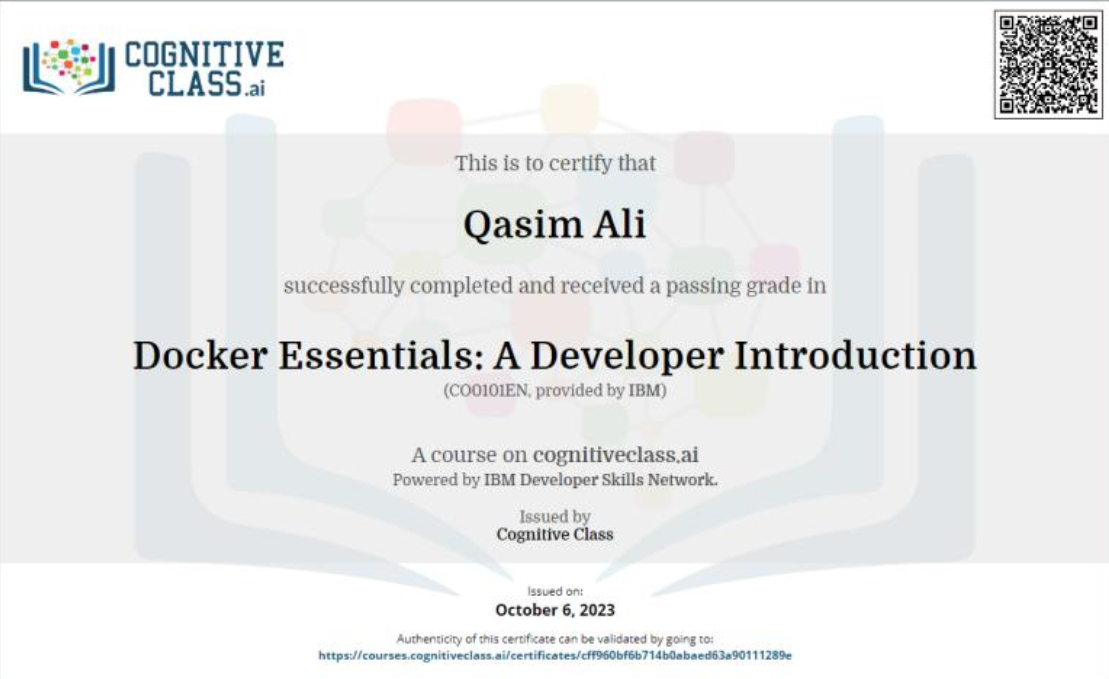 COGNITIVE
CLASS.ai
This is to certify that
Qasim Ali
successfully completed and received a passing grade in
Docker Essentials: A Developer Introduction
(CO0101EN, provided by IBM)
A course on cognitiveclass.ai
Powered by IBM Developer Skills Network.
Issued by
Cognitive Class
Issued on:
October 6, 2023
Authenticity of this certificate can be validated by going to:
https://courses.cognitiveclass.ai/certificates/cff960bf6b714b0abaed63a90111289e